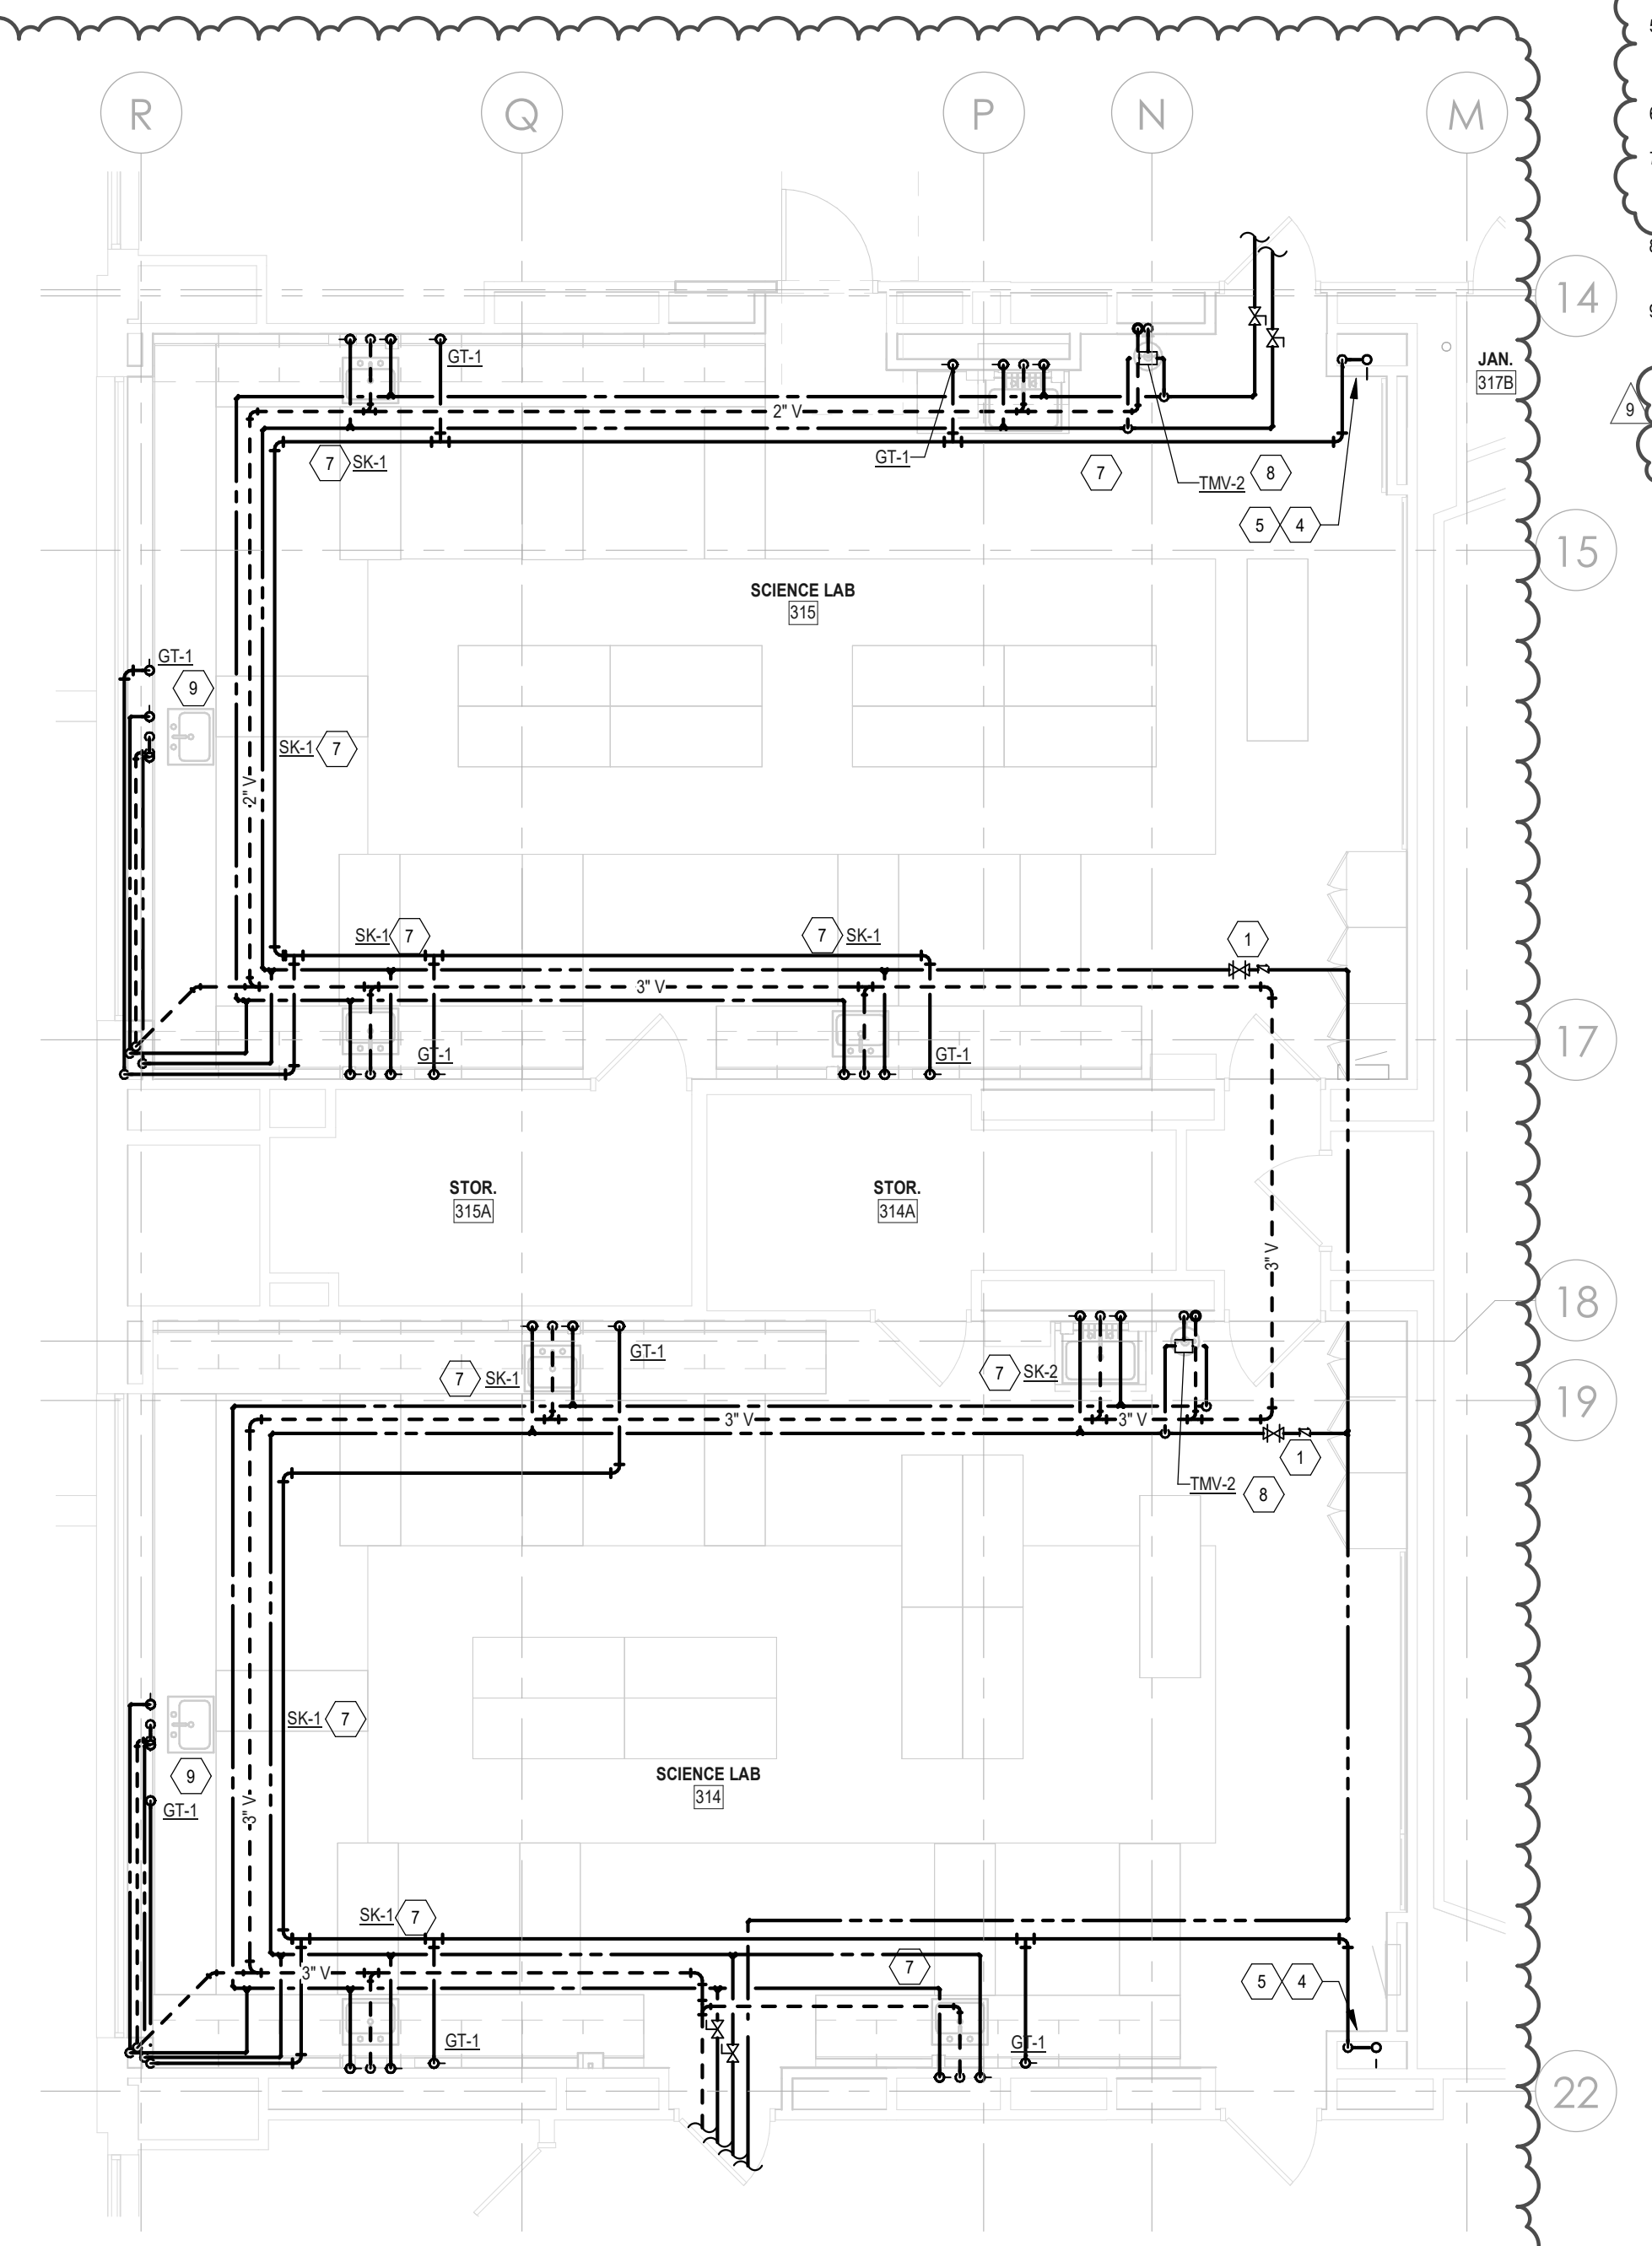 R
Q
P
N
M
14
GT-1
JAN.
317B
9
2" V
7
SK-1
GT-1
7
TMV-2
8
5
4
15
SCIENCE LAB
315
GT-1
9
SK-1
7
2" V
SK-1
7
7
SK-1
1
3" V
17
GT-1
GT-1
STOR.
315A
STOR.
314A
3" V
18
GT-1
7
SK-1
7
SK-2
19
3" V
3" V
1
TMV-2
8
SK-1
7
9
SCIENCE LAB
314
GT-1
3" V
SK-1
7
3" V
7
5
4
GT-1
GT-1
22